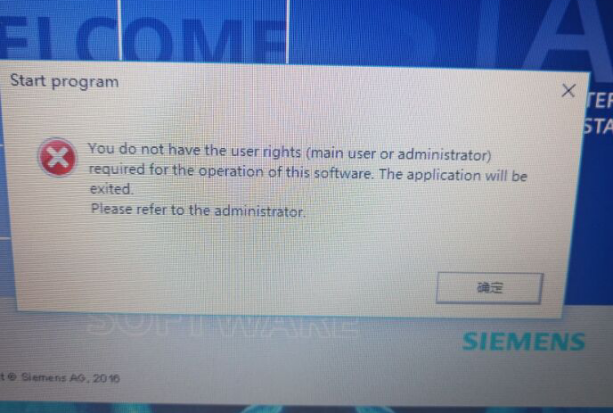 ELCOME
STA
Start program
TER
STA
You do not have the user rights (main user or administrator)
required for the operation of this software. The application will be
exited.
Please refer to the administrator.
确定
SOFTWARE
SIEMENS
t © Siemens AG, 2016